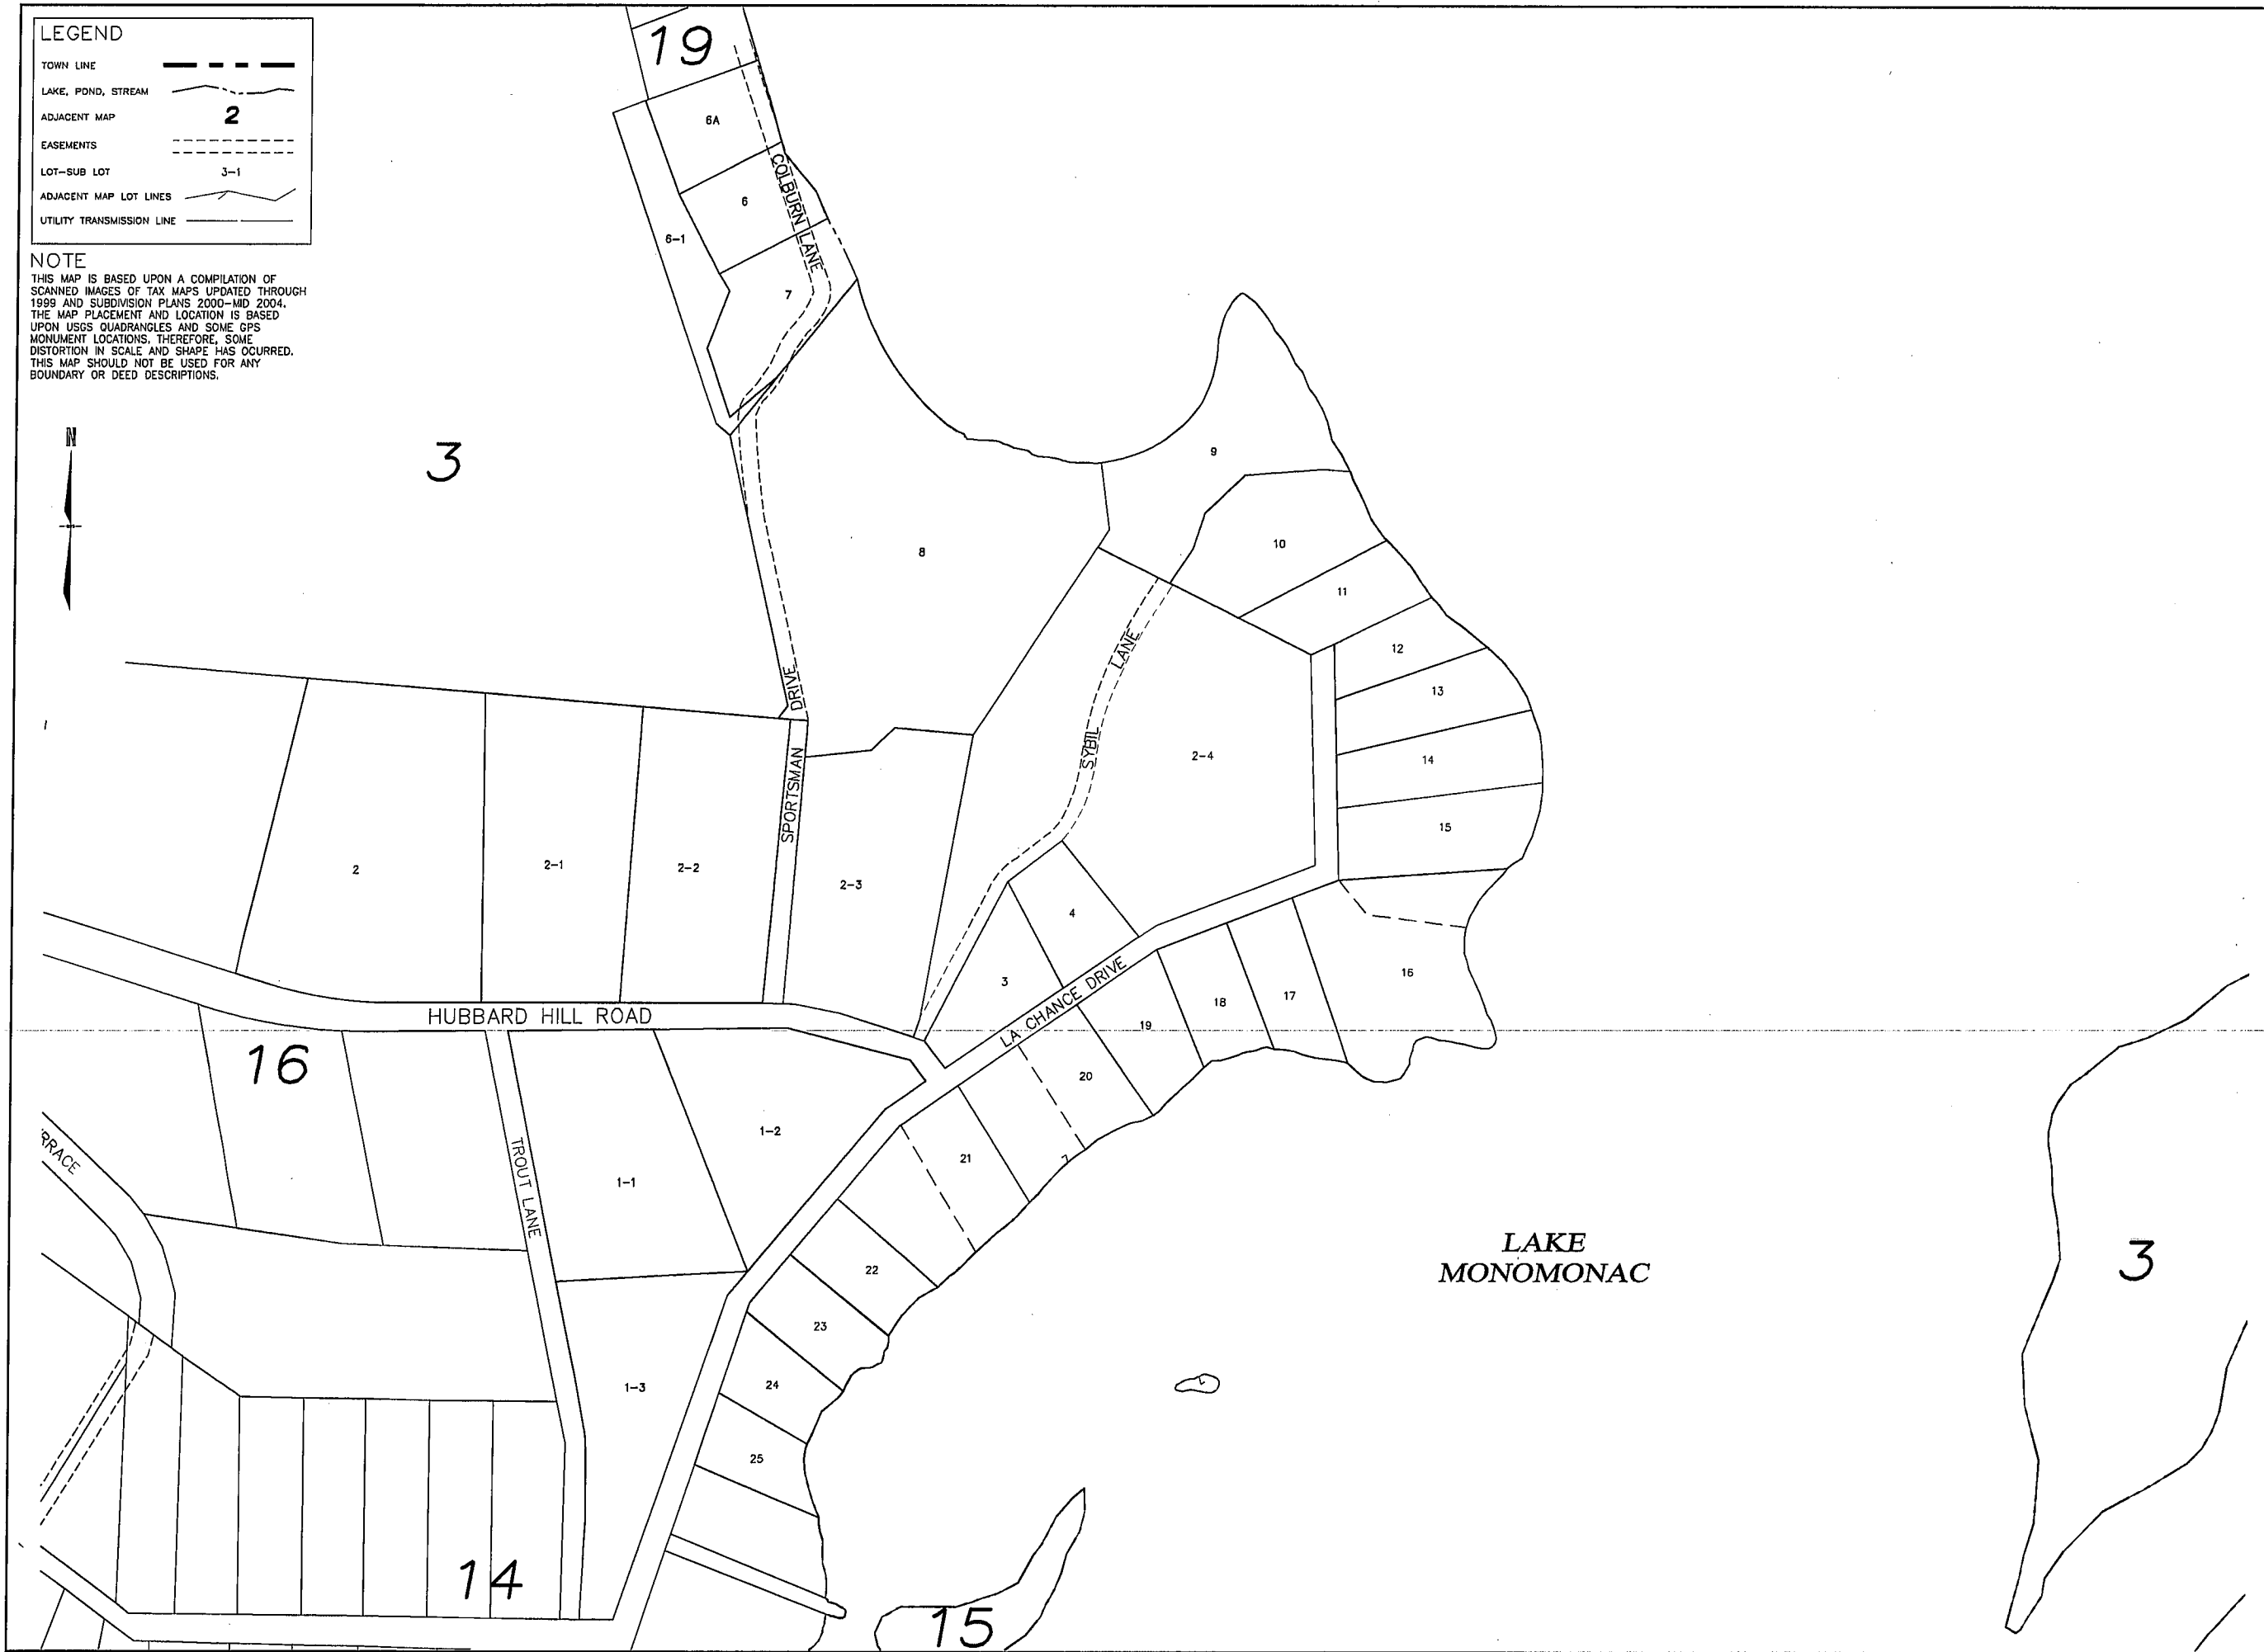 LEGEND
TOWN LINE
LAKE, POND, STREAM
ADJACENT MAP 2
EASEMENTS
LOT-SUB LOT 3-1
ADJACENT MAP LOT LINES
UTILITY TRANSMISSION LINE
NOTE
THIS MAP IS BASED UPON A COMPILATION OF
SCANNED IMAGES OF TAX MAPS UPDATED THROUGH
1999 AND SUBDIVISION PLANS 2000-MID 2004.
THE MAP PLACEMENT AND LOCATION IS BASED
UPON USGS QUADRANGLES AND SOME GPS
MONUMENT LOCATIONS. THEREFORE, SOME
DISTORTION IN SCALE AND SHAPE HAS OCURRED.
THIS MAP SHOULD NOT BE USED FOR ANY
BOUNDARY OR DEED DESCRIPTIONS.
N
19
6A
COLBURN LANE
6
6-1
7
3
9
8
10
11
12
13
14
15
SYBIL LANE
2-4
SPORTSMAN DRIVE
2
2-1
2-2
2-3
4
3
16
17
18
19
20
21
LA CHANCE DRIVE
HUBBARD HILL ROAD
16
RRACE
TROUT LANE
1-1
1-2
22
23
24
25
1-3
LAKE
MONOMONAC
3
14
15